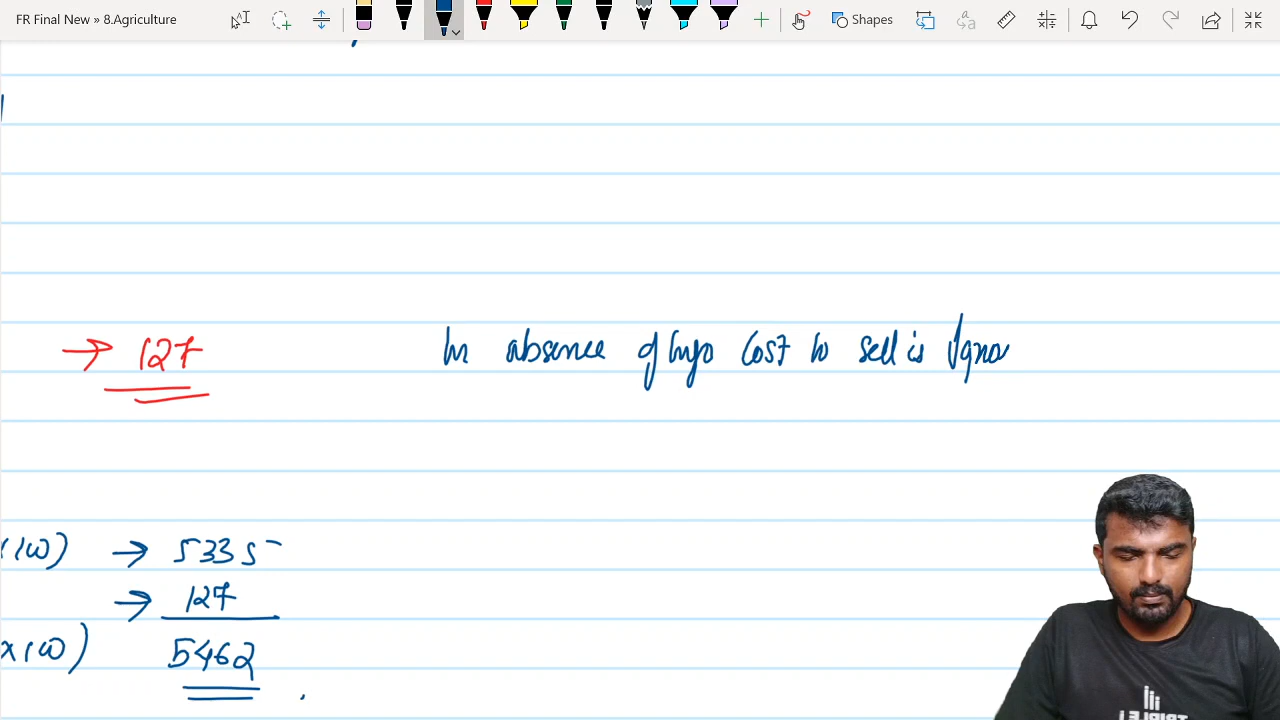 FR Final New » 8.Agriculture
Shapes
→ 127
In absence of Info Cost to sell is Igno
x 100) → 5335
→ 127
x 100) 5462